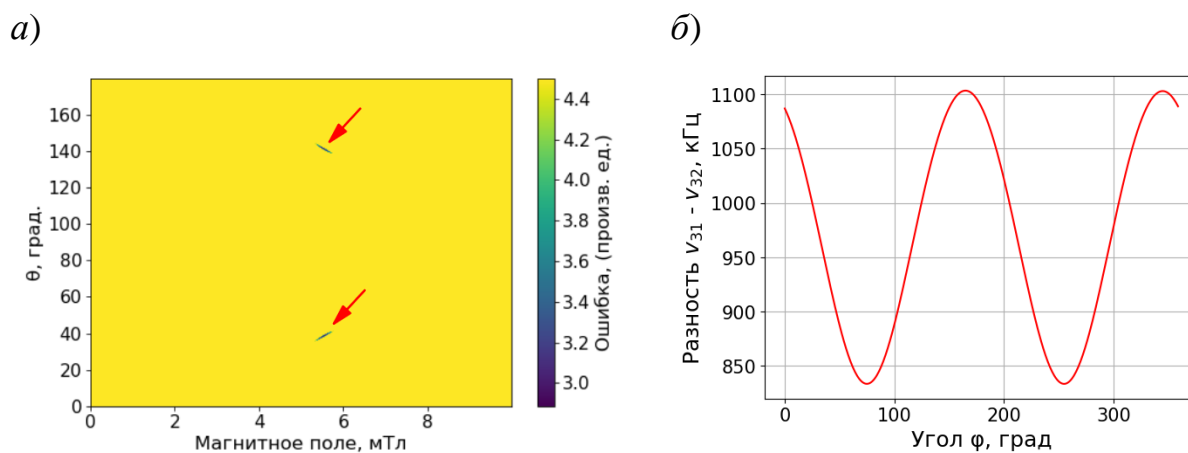 а)
160
140
120
100
80
60
40
20
0
θ, град.
0 2 4 6 8
Магнитное поле, мТл
4.4
4.2
4.0
3.8
3.6
3.4
3.2
3.0
Ошибка, (произв. ед.)
б)
1100
1050
1000
950
900
850
Разность ν31 - ν32, кГц
0 100 200 300
Угол φ, град